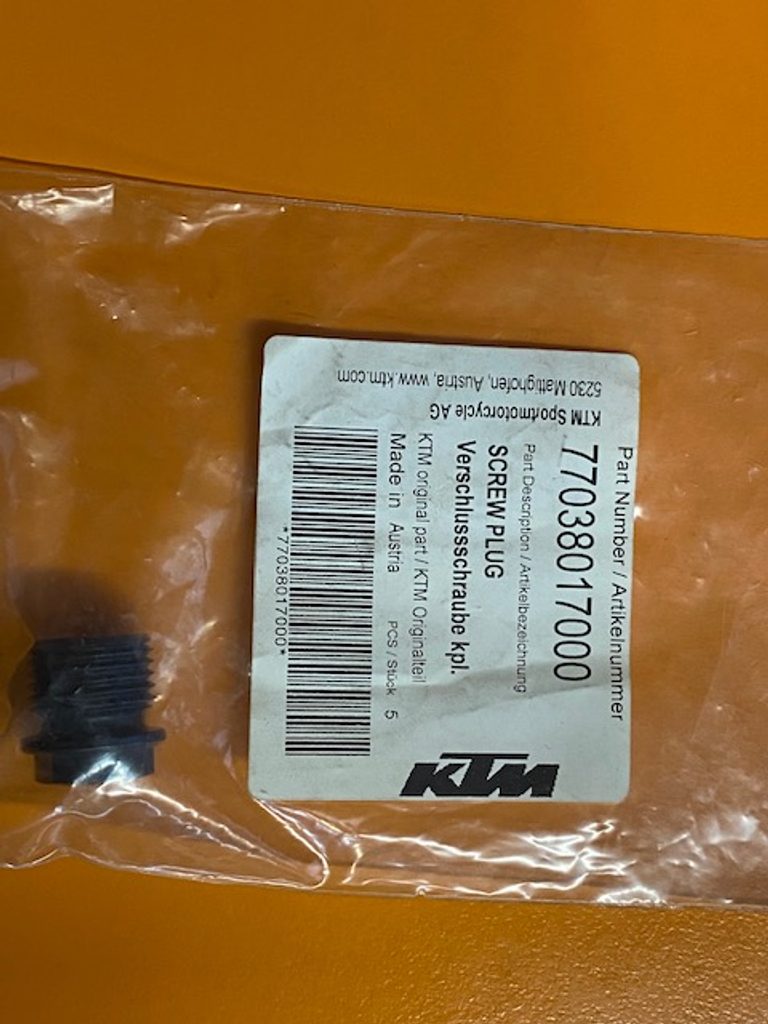 KTM
Part Number / Artikelnummer
77038017000
Part Description / Artikelbezeichnung
SCREW PLUG
Verschlussschraube kpl.
KTM original part / KTM Originalteil
Made in Austria PCS / Stück 5
*77038017000*
KTM Sportmotorcycle AG
5230 Mattighofen, Austria, www.ktm.com